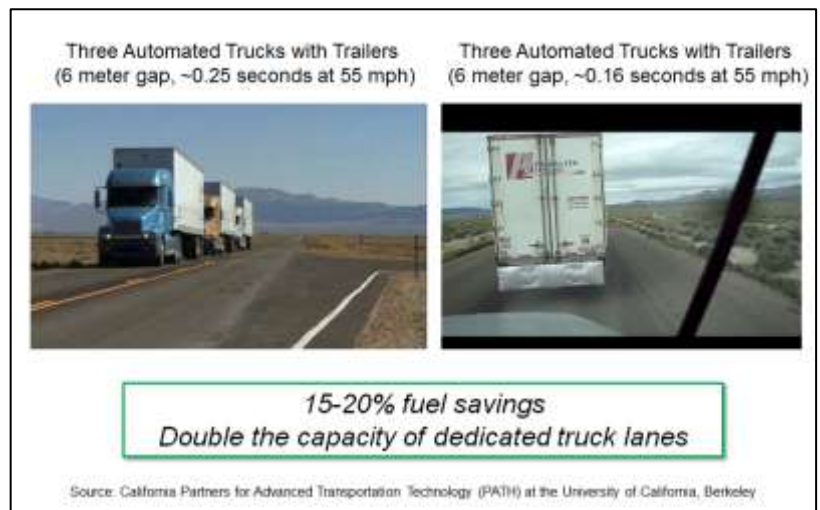 Three Automated Trucks with Trailers
(6 meter gap, ~0.25 seconds at 55 mph)
Three Automated Trucks with Trailers
(6 meter gap, ~0.16 seconds at 55 mph)
15-20% fuel savings
Double the capacity of dedicated truck lanes
Source: California Partners for Advanced Transportation Technology (PATH) at the University of California, Berkeley